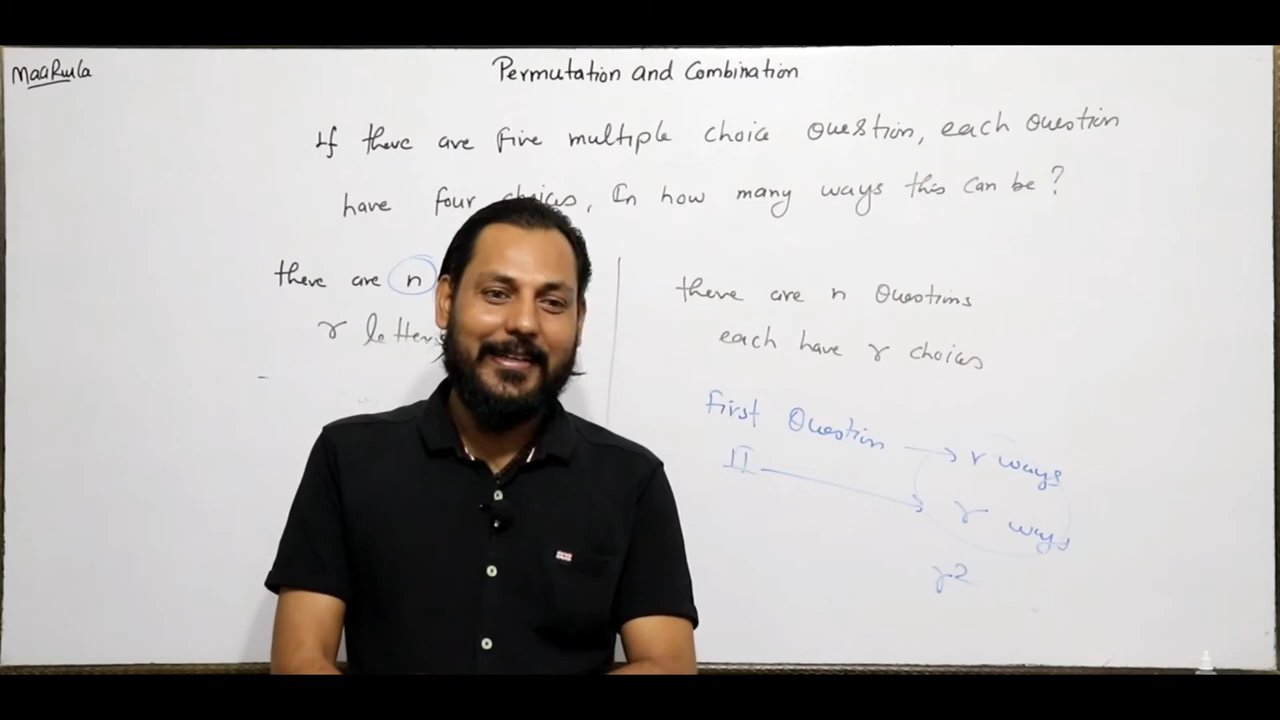 MaaRula
Permutation and Combination
If there are five multiple choice Question, each Question
have four choices, In how many ways this can be?
there are n
r letters
there are n Questions
each have r choices
First Question → r ways
II → r ways
r2